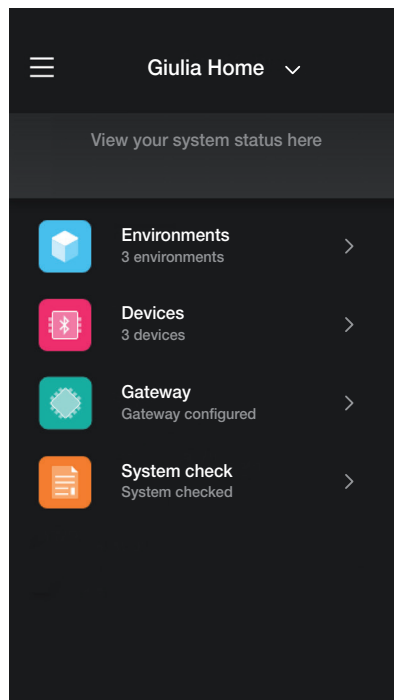 Giulia Home
View your system status here
Environments
3 environments
Devices
3 devices
Gateway
Gateway configured
System check
System checked